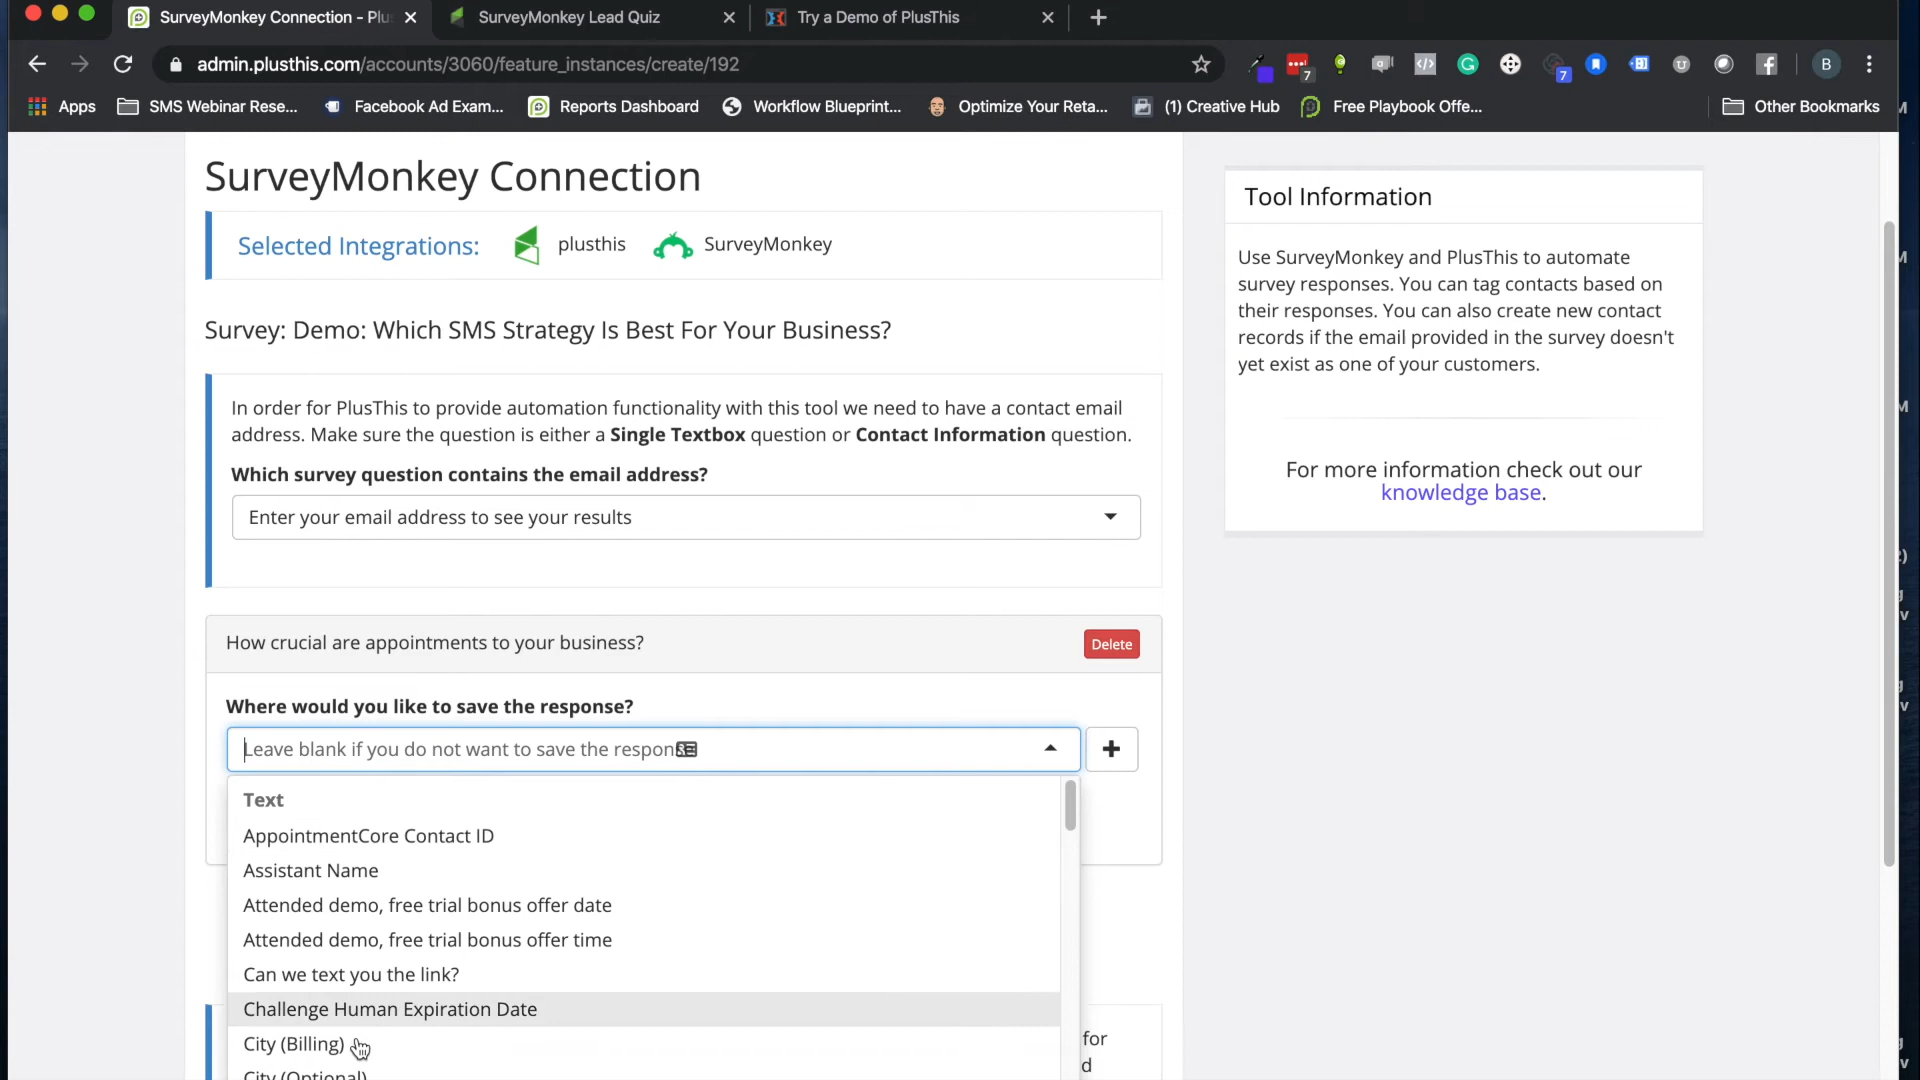 SurveyMonkey Connection - Plus
SurveyMonkey Lead Quiz
Try a Demo of PlusThis
admin.plusthis.com/accounts/3060/feature_instances/create/192
7
7
B
Apps
SMS Webinar Rese...
Facebook Ad Exam...
Reports Dashboard
Workflow Blueprint...
Optimize Your Reta...
(1) Creative Hub
Free Playbook Offe...
Other Bookmarks
SurveyMonkey Connection
Selected Integrations:
plusthis
SurveyMonkey
Survey: Demo: Which SMS Strategy Is Best For Your Business?
In order for PlusThis to provide automation functionality with this tool we need to have a contact email
address. Make sure the question is either a Single Textbox question or Contact Information question.
Which survey question contains the email address?
Enter your email address to see your results
How crucial are appointments to your business?
Delete
Where would you like to save the response?
Leave blank if you do not want to save the respons
Text
AppointmentCore Contact ID
Assistant Name
Attended demo, free trial bonus offer date
Attended demo, free trial bonus offer time
Can we text you the link?
Challenge Human Expiration Date
City (Billing)
City (Optional)
for
d
Tool Information
Use SurveyMonkey and PlusThis to automate
survey responses. You can tag contacts based on
their responses. You can also create new contact
records if the email provided in the survey doesn't
yet exist as one of your customers.
For more information check out our
knowledge base.